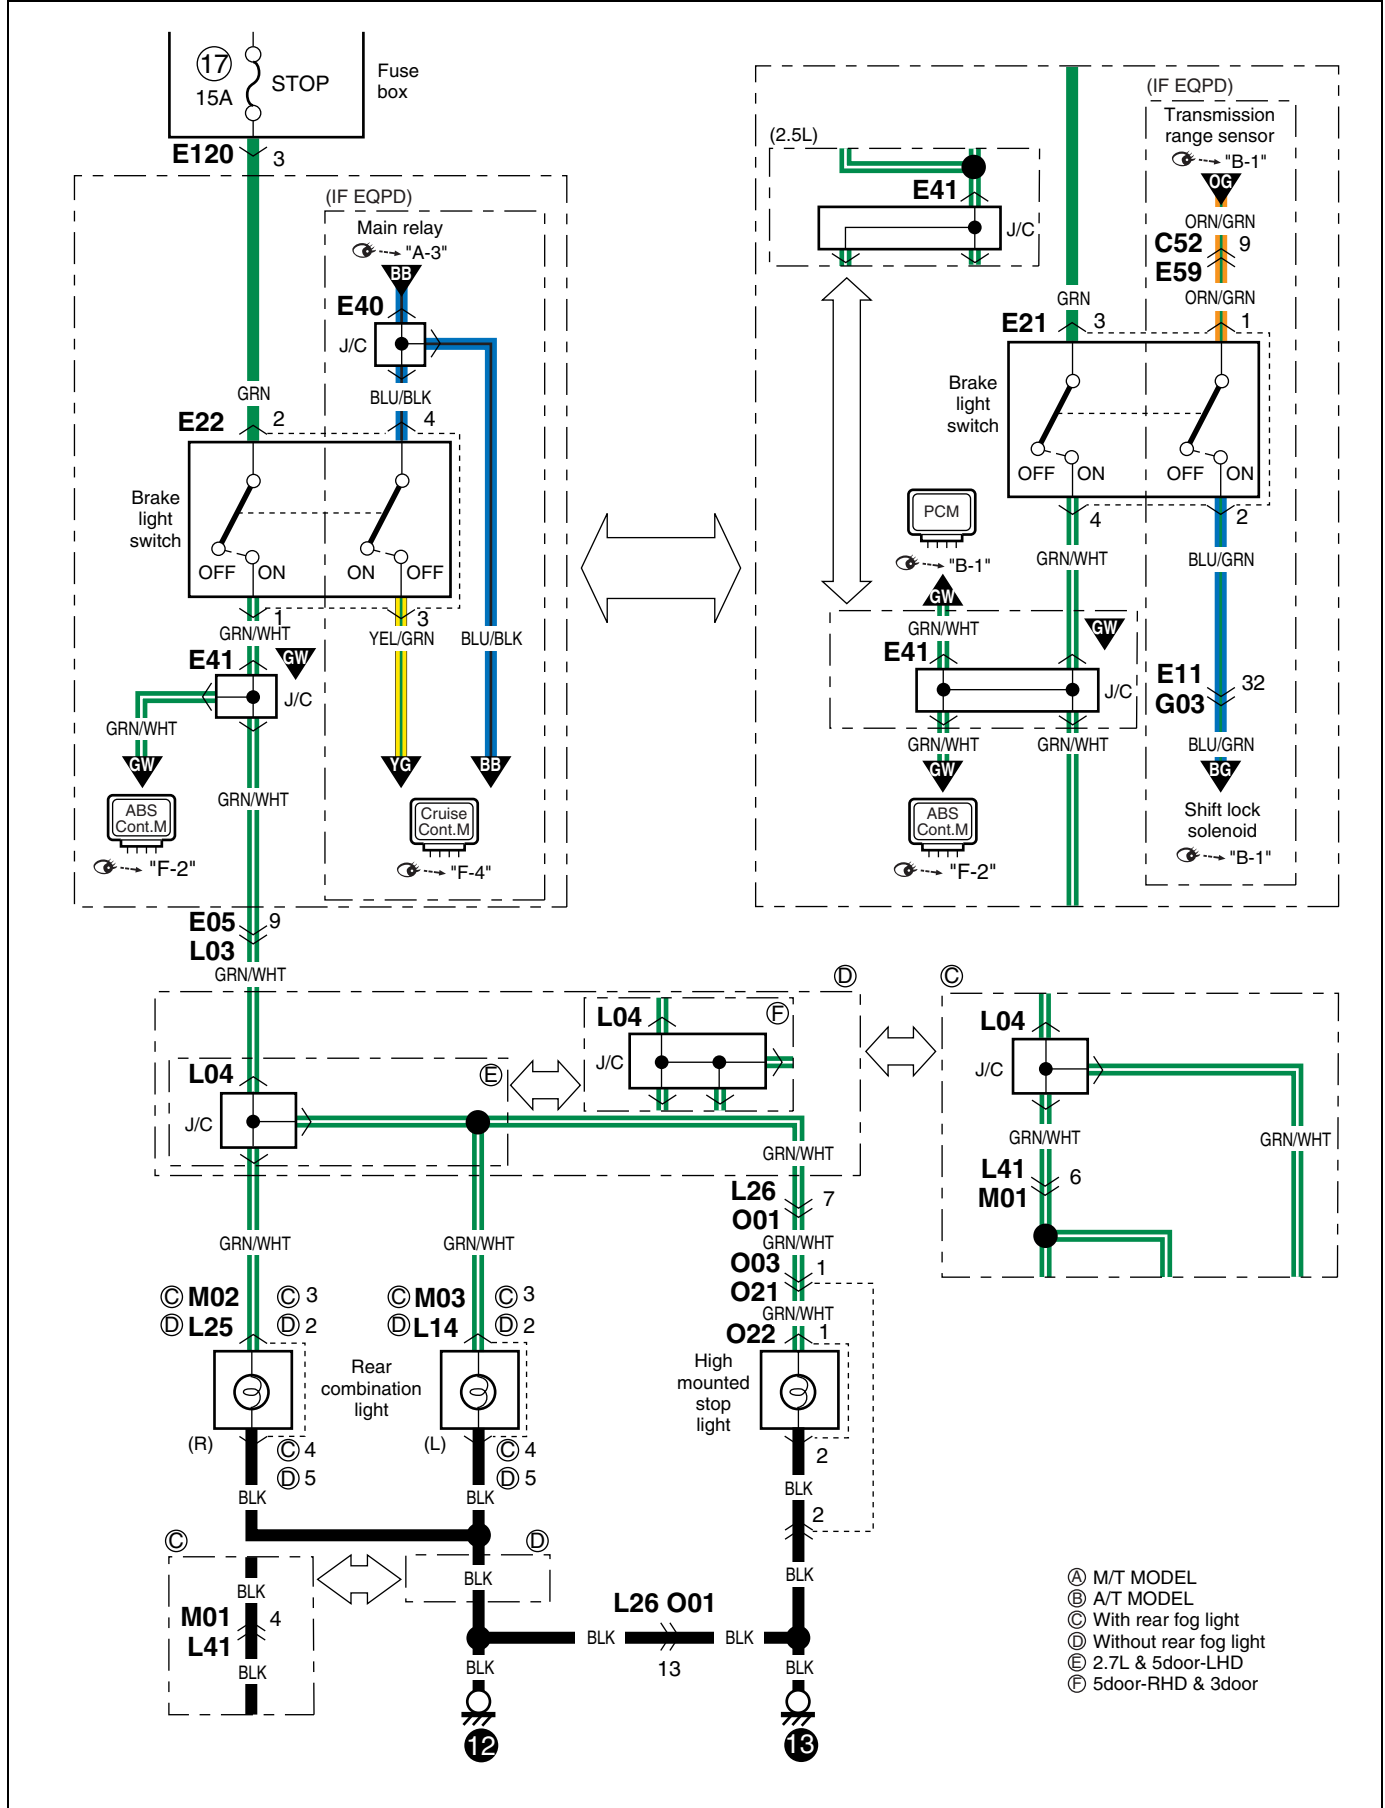 17
15A
STOP
Fuse
box
E120
3
(IF EQPD)
Main relay
"A-3"
BB
E40
J/C
GRN
BLU/BLK
E22
2
4
Brake
light
switch
OFF
ON
ON
OFF
1
3
GRN/WHT
YEL/GRN
BLU/BLK
E41
GW
J/C
GRN/WHT
GW
YG
BB
ABS
Cont.M
"F-2"
GRN/WHT
Cruise
Cont.M
"F-4"
E05
9
L03
GRN/WHT
(2.5L)
E41
J/C
(IF EQPD)
Transmission
range sensor
"B-1"
OG
ORN/GRN
C52
9
E59
GRN
ORN/GRN
E21
3
1
Brake
light
switch
OFF
ON
OFF
ON
4
2
PCM
"B-1"
GW
GRN/WHT
GRN/WHT
BLU/GRN
GW
E41
J/C
E11
32
G03
GRN/WHT
GRN/WHT
BLU/GRN
GW
BG
ABS
Cont.M
"F-2"
Shift lock
solenoid
"B-1"
D
L04
F
J/C
L04
E
J/C
GRN/WHT
C
L04
J/C
GRN/WHT
GRN/WHT
L41
6
M01
L26
7
O01
GRN/WHT
GRN/WHT
GRN/WHT
O03
1
O21
GRN/WHT
C M02
C 3
D L25
D 2
C M03
C 3
D L14
D 2
O22
1
Rear
combination
light
High
mounted
stop
light
(R)
C 4
D 5
(L)
C 4
D 5
2
BLK
BLK
BLK
2
C
D
BLK
BLK
BLK
M01
4
L41
BLK
L26 O01
BLK
BLK
13
BLK
BLK
12
13
A M/T MODEL
B A/T MODEL
C With rear fog light
D Without rear fog light
E 2.7L & 5door-LHD
F 5door-RHD & 3door